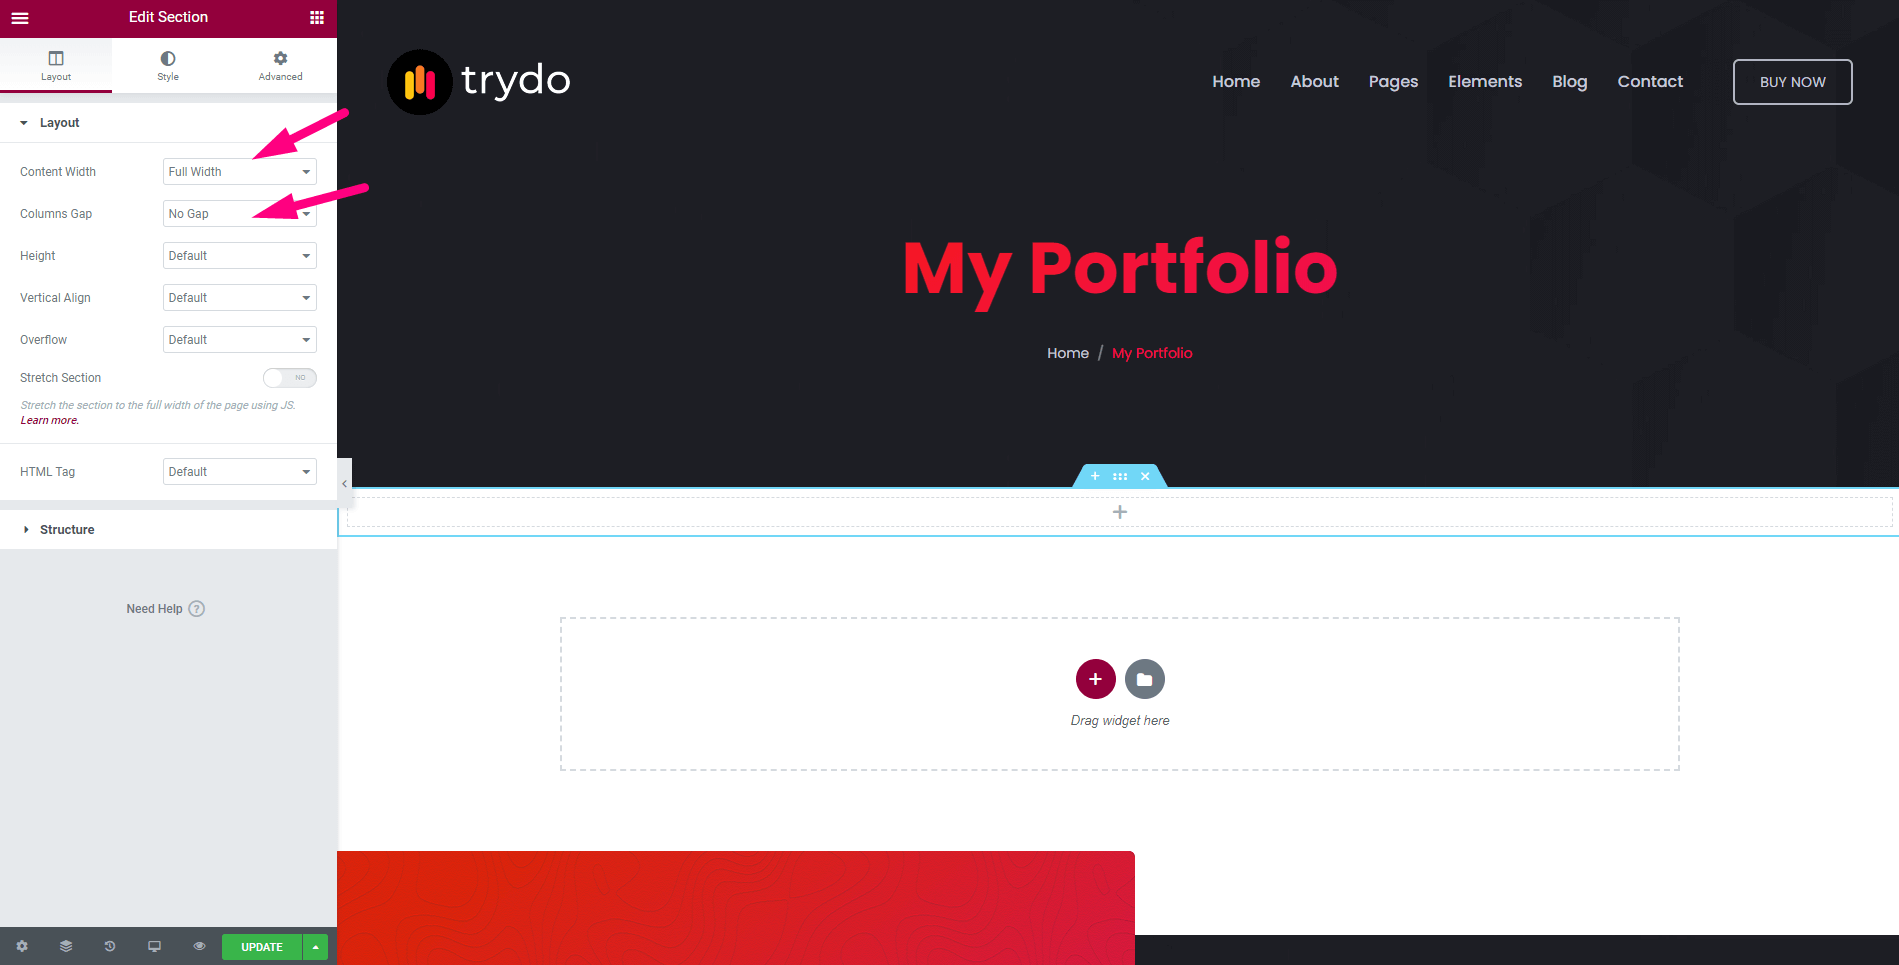 Edit Section
Layout
Style
Advanced
Layout
Content Width
Full Width
Columns Gap
No Gap
Height
Default
Vertical Align
Default
Overflow
Default
Stretch Section
NO
Stretch the section to the full width of the page using JS.
Learn more.
HTML Tag
Default
Structure
Need Help ?
UPDATE
trydo
Home About Pages Elements Blog Contact BUY NOW
My Portfolio
Home / My Portfolio
Drag widget here